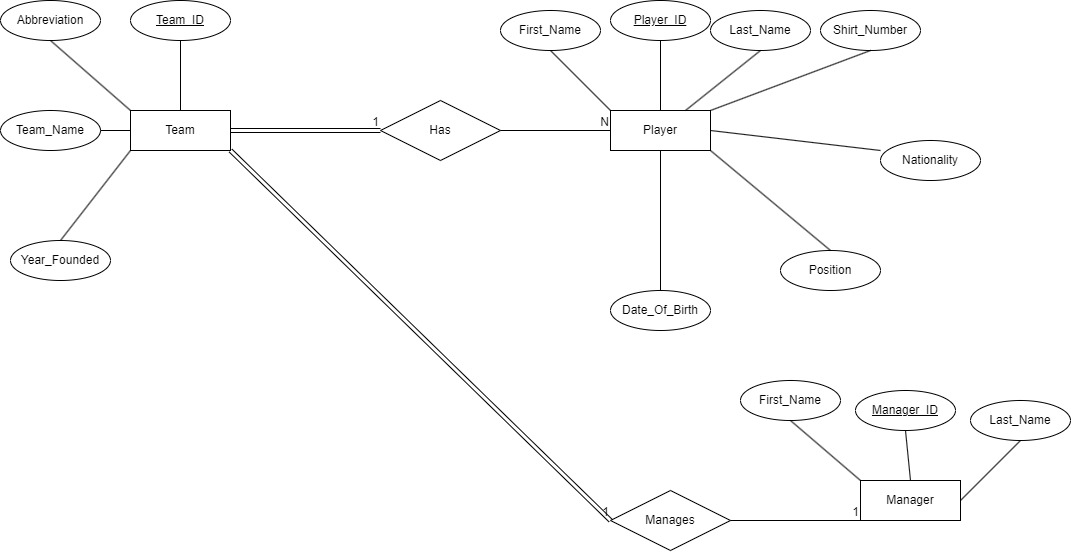 Abbreviation
Team_ID
First_Name
Player_ID
Last_Name
Shirt_Number
Team_Name
Team
1
Has
N
Player
Nationality
Year_Founded
Position
Date_Of_Birth
First_Name
Manager_ID
Last_Name
1
Manages
1
Manager